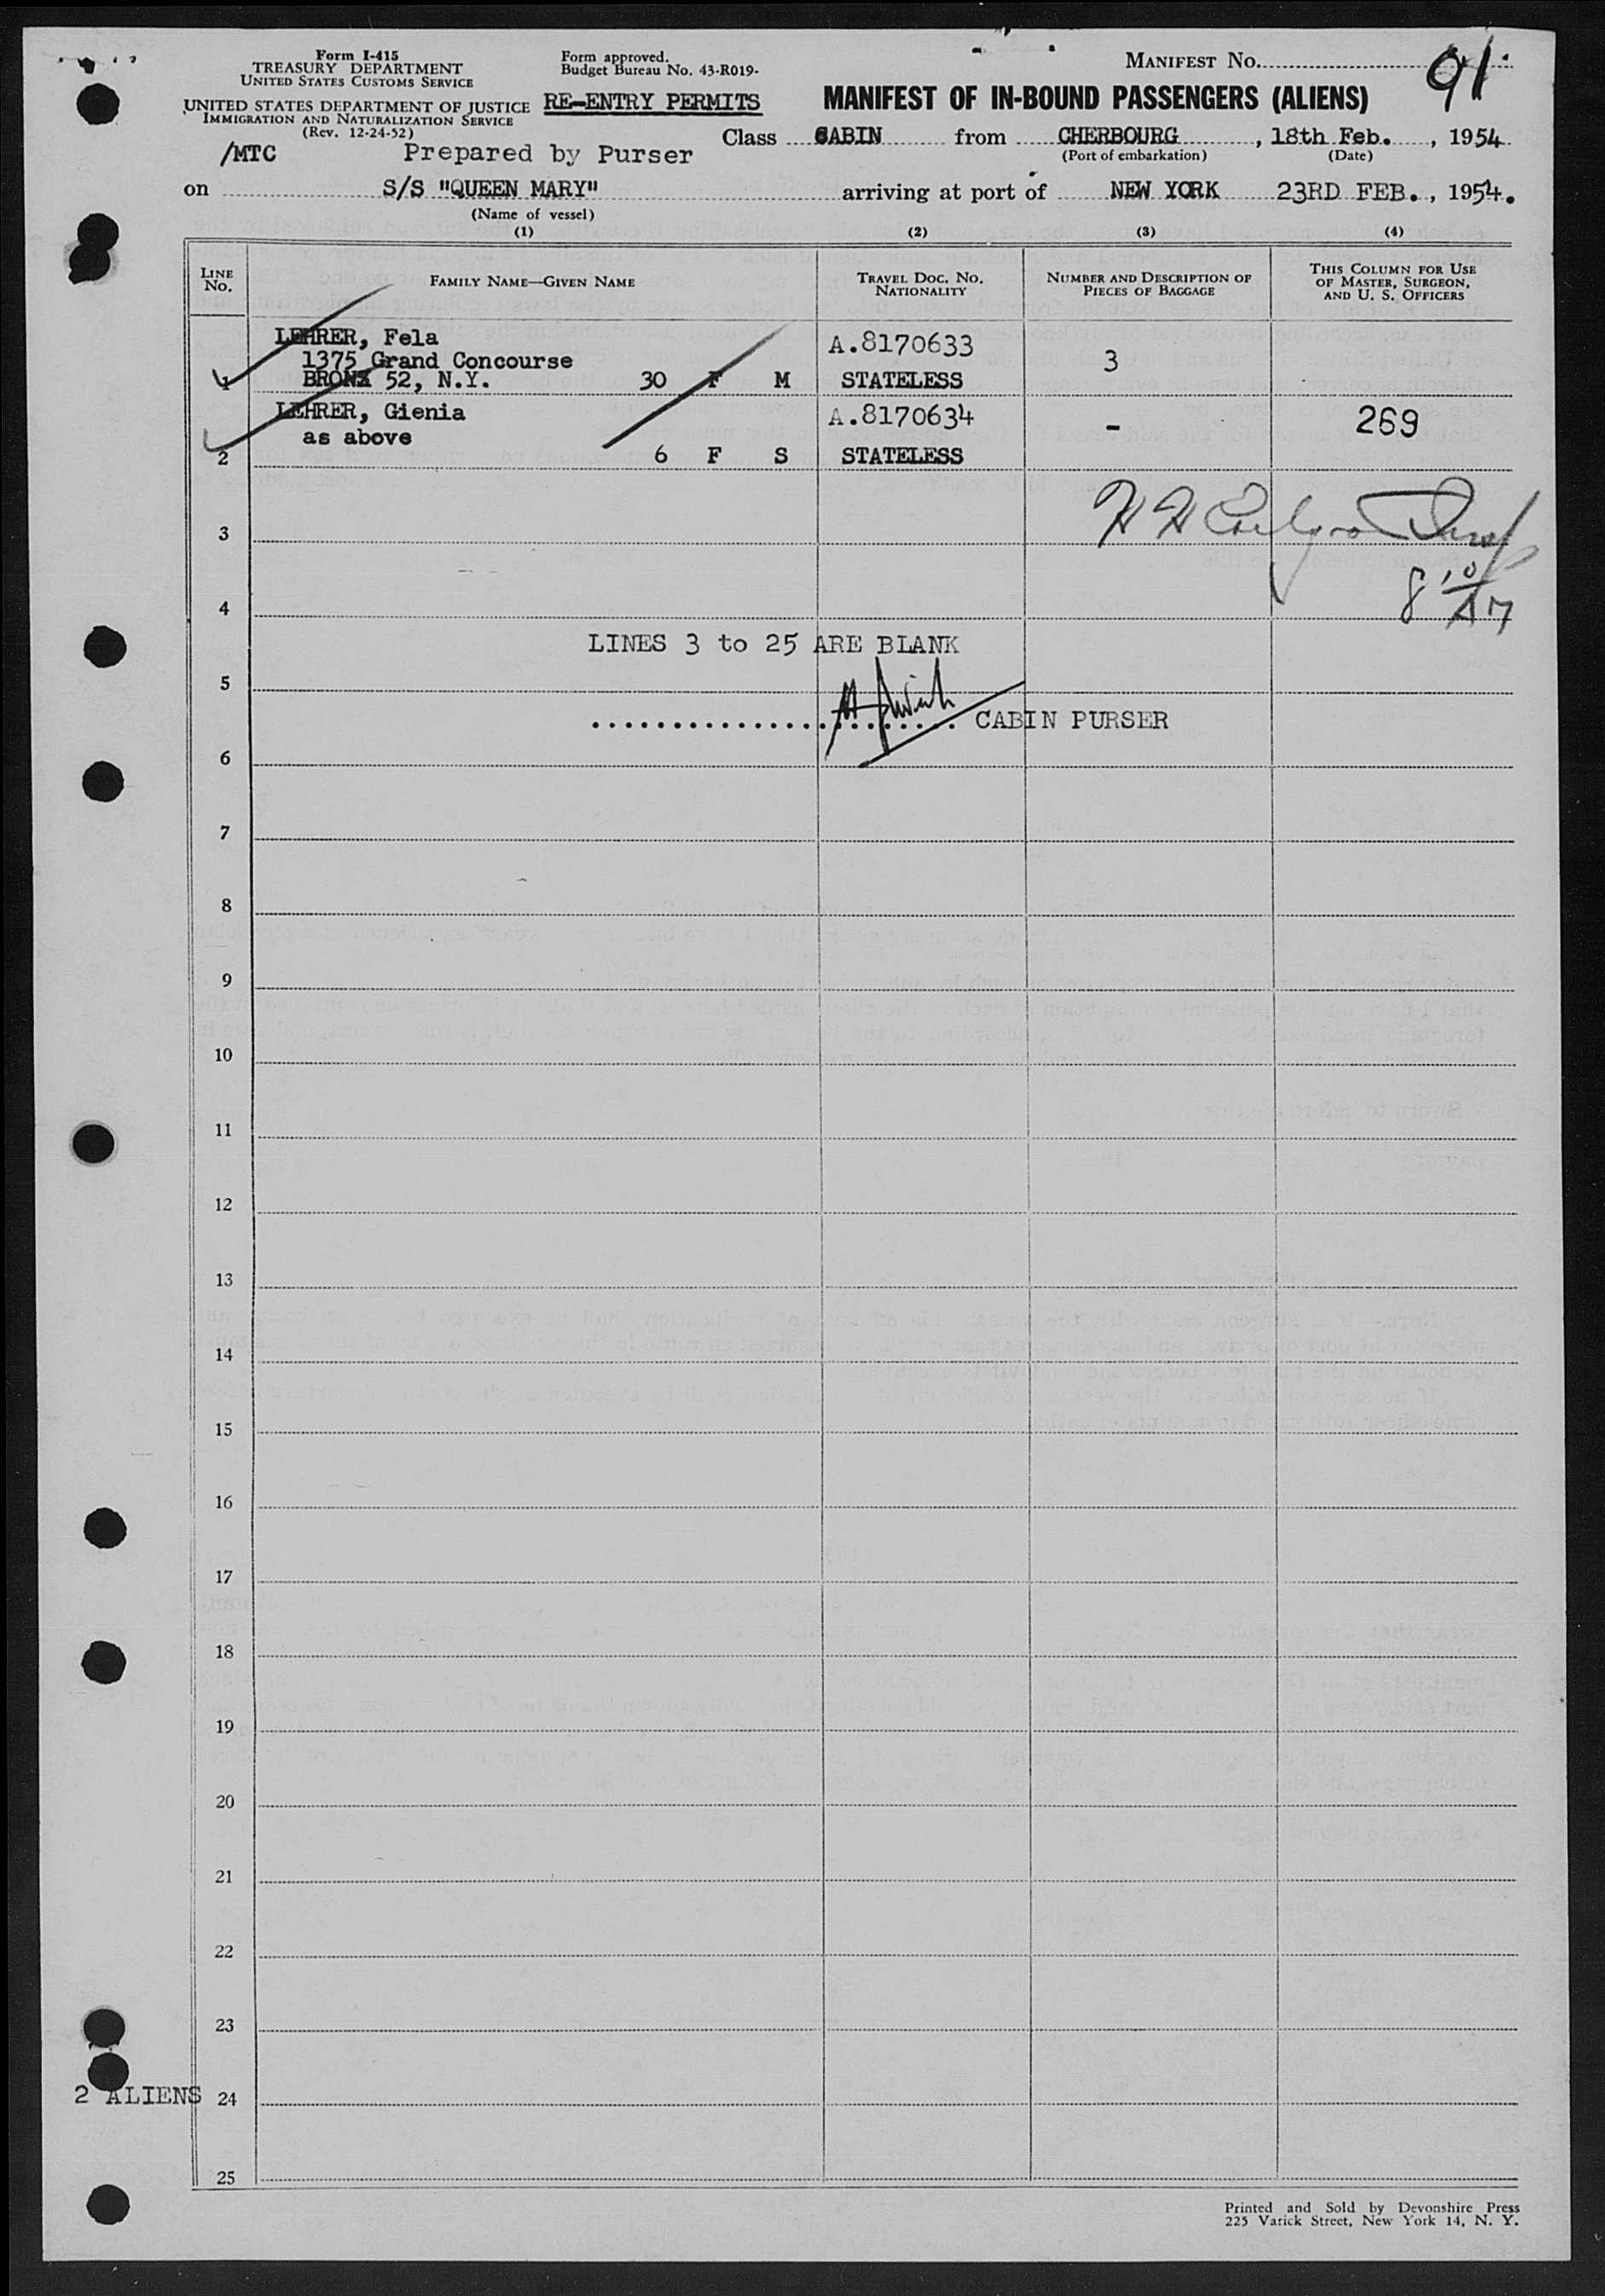 Form I-415
TREASURY DEPARTMENT
UNITED STATES CUSTOMS SERVICE
UNITED STATES DEPARTMENT OF JUSTICE
IMMIGRATION AND NATURALIZATION SERVICE
(Rev. 12-24-52)
Form approved.
Budget Bureau No. 43-R019-
RE-ENTRY PERMITS
MANIFEST NO. 91
MANIFEST OF IN-BOUND PASSENGERS (ALIENS)
Class CABIN from CHERBOURG, 18th Feb., 1954
(Port of embarkation) (Date)
/MTC Prepared by Purser
on S/S "QUEEN MARY" arriving at port of NEW YORK 23RD FEB., 1954.
(Name of vessel)
(1) (2) (3) (4)
LINE NO. FAMILY NAME—GIVEN NAME TRAVEL DOC. NO. NATIONALITY NUMBER AND DESCRIPTION OF PIECES OF BAGGAGE THIS COLUMN FOR USE OF MASTER, SURGEON, AND U. S. OFFICERS
LEHRER, Fela A.8170633
1375 Grand Concourse 3
1 BRONX 52, N.Y. 30 F M STATELESS
LEHRER, Gienia A.8170634 269
as above -
2 6 F S STATELESS
3
4
LINES 3 to 25 ARE BLANK
5
CABIN PURSER
6
7
8
9
10
11
12
13
14
15
16
17
18
19
20
21
22
23
2 ALIENS 24
25
Printed and Sold by Devonshire Press
225 Varick Street, New York 14, N. Y.